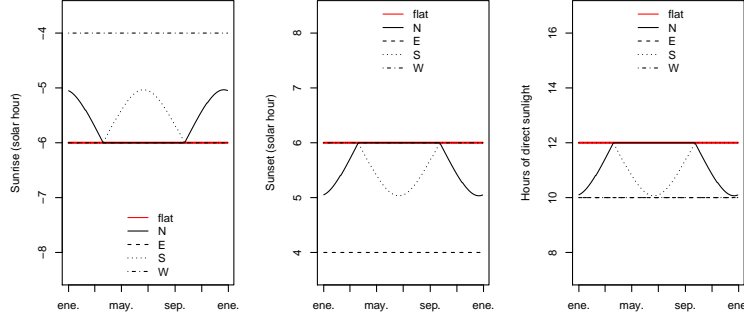 Sunrise (solar hour)
−4
−5
−6
−7
−8
flat
N
E
S
W
ene.
may.
sep.
ene.
Sunset (solar hour)
8
7
6
5
4
flat
N
E
S
W
ene.
may.
sep.
ene.
Hours of direct sunlight
16
14
12
10
8
flat
N
E
S
W
ene.
may.
sep.
ene.